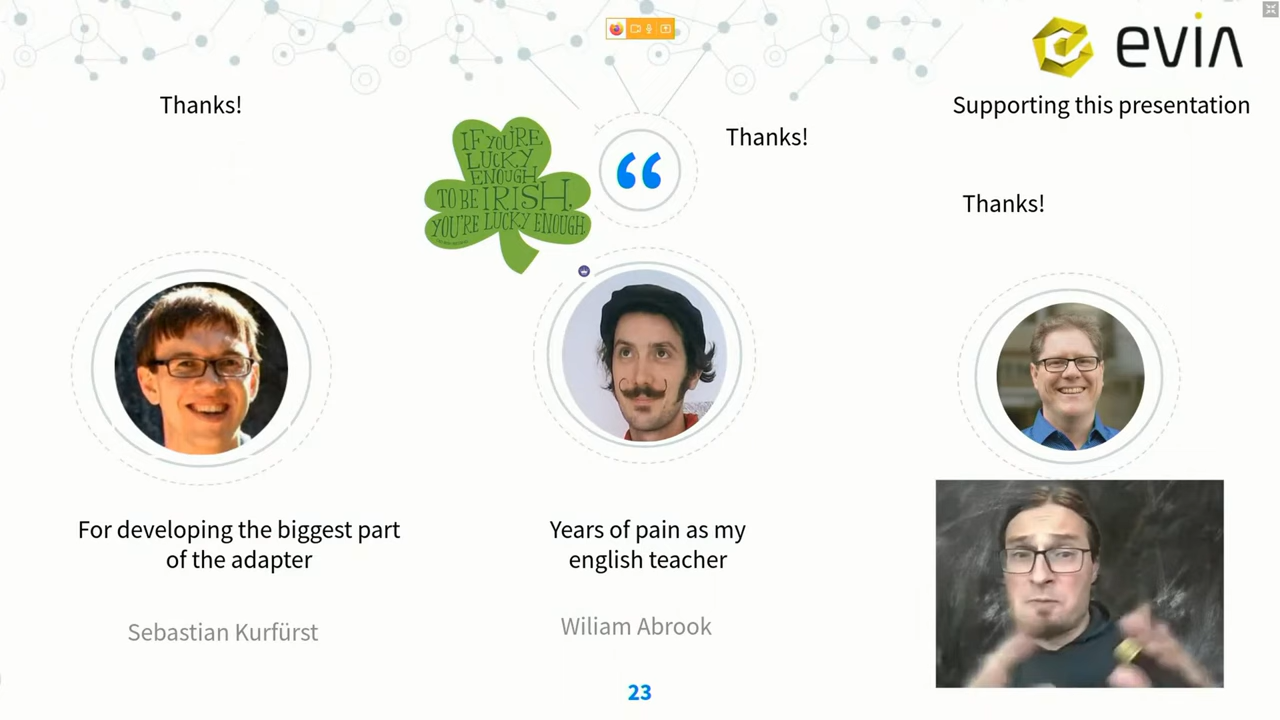 evia
Thanks!
Supporting this presentation
Thanks!
IF YOU'RE
LUCKY
ENOUGH
TO BE IRISH,
YOU'RE LUCKY ENOUGH.
“
Thanks!
For developing the biggest part
of the adapter
Years of pain as my
english teacher
Sebastian Kurfürst
Wiliam Abrook
23